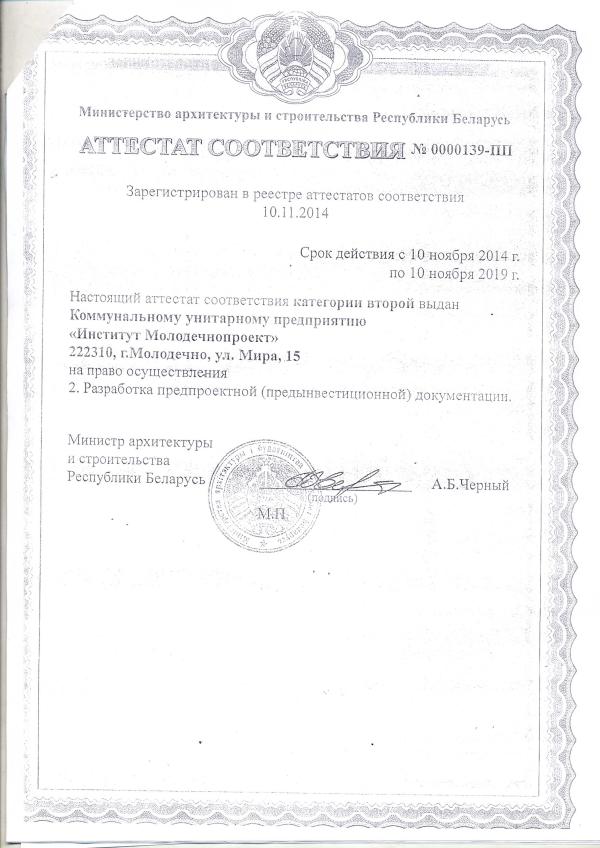 Министерство архитектуры и строительства Республики Беларусь
АТТЕСТАТ СООТВЕТСТВИЯ № 0000139-ПП
Зарегистрирован в реестре аттестатов соответствия
10.11.2014
Срок действия с 10 ноября 2014 г.
по 10 ноября 2019 г.
Настоящий аттестат соответствия категории второй выдан
Коммунальному унитарному предприятию
«Институт Молодечнопроект»
222310, г.Молодечно, ул. Мира, 15
на право осуществления
2. Разработка предпроектной (предынвестиционной) документации.
Министр архитектуры
и строительства
Республики Беларусь
А.Б.Черный
(подпись)
М.П.